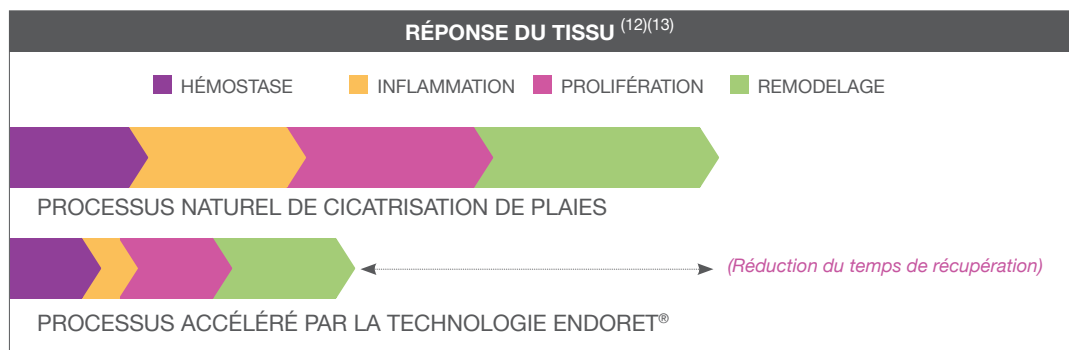 RÉPONSE DU TISSU (12)(13)
HÉMOSTASE INFLAMMATION PROLIFÉRATION REMODELAGE
PROCESSUS NATUREL DE CICATRISATION DE PLAIES
(Réduction du temps de récupération)
PROCESSUS ACCÉLÉRÉ PAR LA TECHNOLOGIE ENDORET®